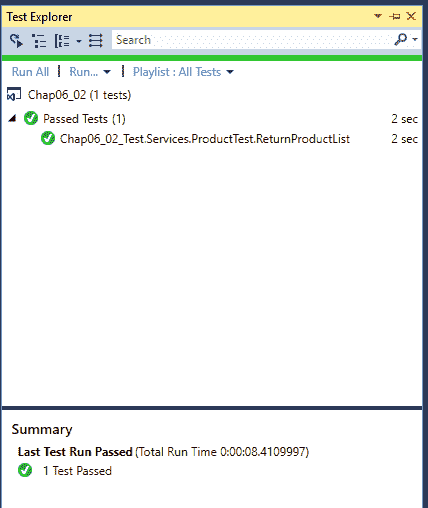 Test Explorer
Search
Run All | Run... | Playlist : All Tests
Chap06_02 (1 tests)
Passed Tests (1) 2 sec
Chap06_02_Test.Services.ProductTest.ReturnProductList 2 sec
Summary
Last Test Run Passed (Total Run Time 0:00:08.4109997)
1 Test Passed